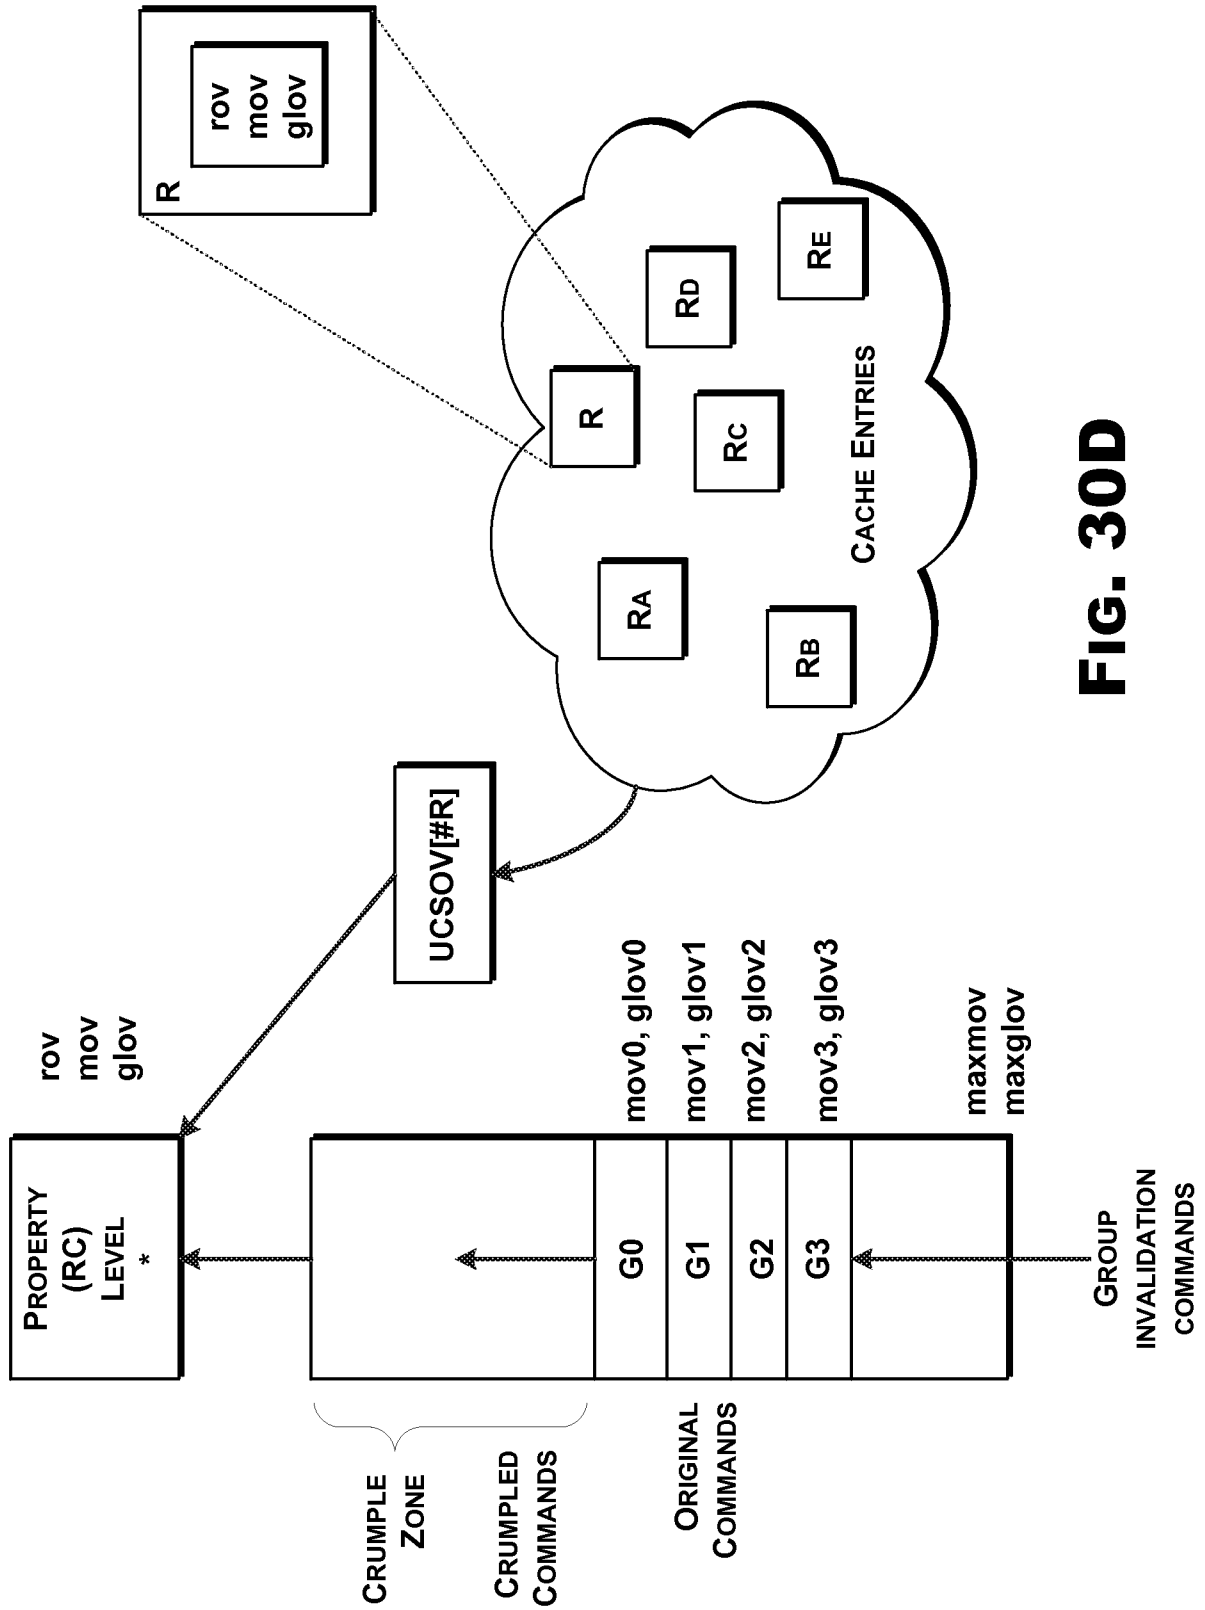 PROPERTY
(RC)
LEVEL
*
rov
mov
glov
CRUMPLE
ZONE
CRUMPLED
COMMANDS
ORIGINAL
COMMANDS
G0
G1
G2
G3
mov0, glov0
mov1, glov1
mov2, glov2
mov3, glov3
maxmov
maxglov
GROUP
INVALIDATION
COMMANDS
UCSOV[#R]
R
rov
mov
glov
R
RA
RB
RC
RD
RE
CACHE ENTRIES
FIG. 30D